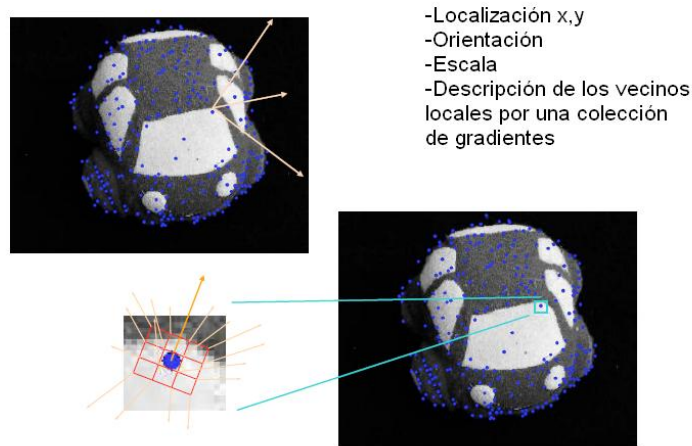 -Localización x,y
-Orientación
-Escala
-Descripción de los vecinos
locales por una colección
de gradientes